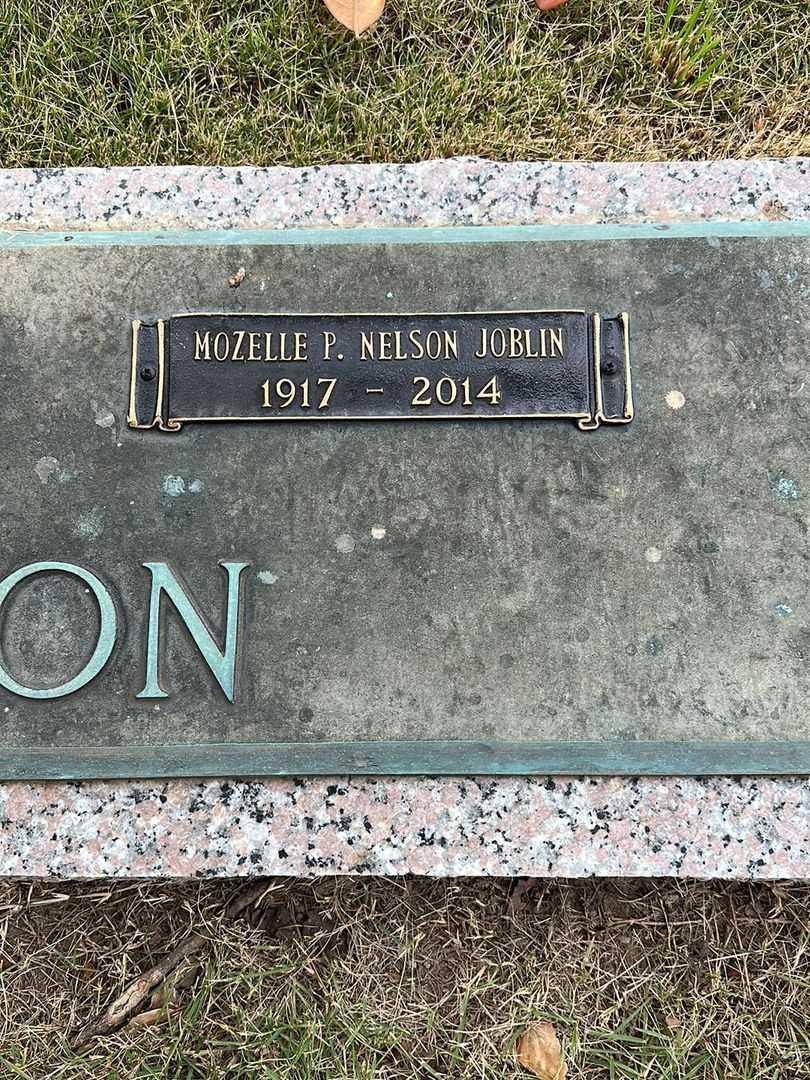 MOZELLE P. NELSON JOBLIN
1917 - 2014
ON